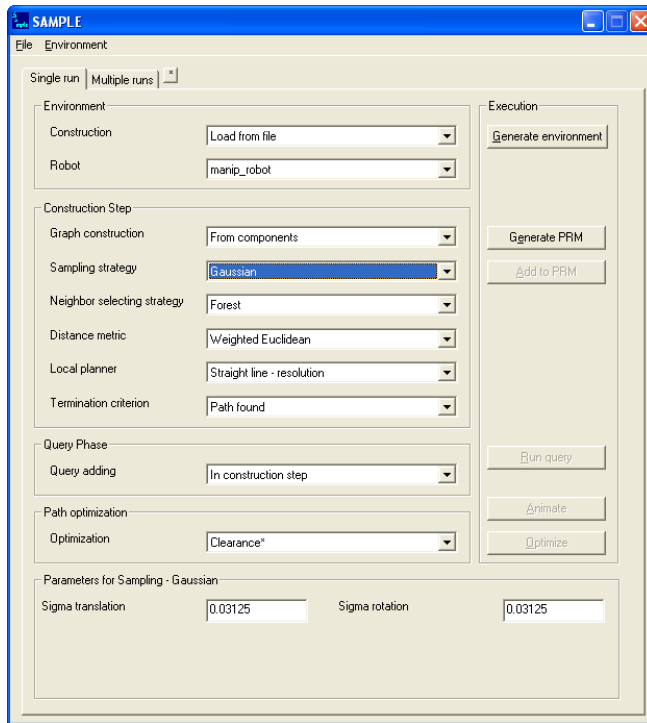 SAMPLE
File Environment
Single run Multiple runs *
Environment
Construction Load from file
Robot manip_robot
Construction Step
Graph construction From components
Sampling strategy Gaussian
Neighbor selecting strategy Forest
Distance metric Weighted Euclidean
Local planner Straight line - resolution
Termination criterion Path found
Query Phase
Query adding In construction step
Path optimization
Optimization Clearance*
Execution
Generate environment
Generate PRM
Add to PRM
Run query
Animate
Optimize
Parameters for Sampling - Gaussian
Sigma translation 0.03125 Sigma rotation 0.03125